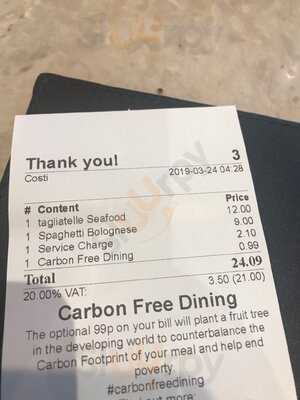 Thank you! 3
Costi 2019-03-24 04:28
# Content Price
1 tagliatelle Seafood 12.00
1 Spaghetti Bolognese 9.00
1 Service Charge 2.10
1 Carbon Free Dining 0.99
Total 24.09
20.00% VAT: 3.50 (21.00)
Carbon Free Dining
The optional 99p on your bill will plant a fruit tree
in the developing world to counterbalance the
Carbon Footprint of your meal and help end
poverty
#carbonfreedining
out more: